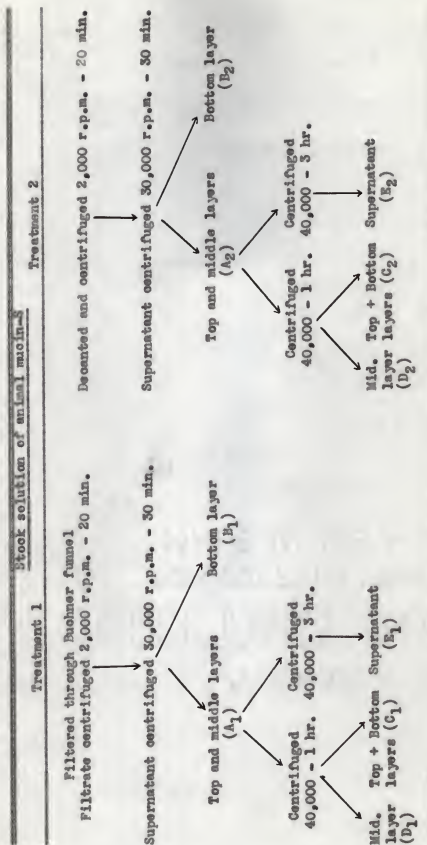 Stock solution of animal mucin-S
Treatment 1
Filtered through Buchner funnel
Filtrate centrifuged 2,000 r.p.m. - 20 min.
Supernatant centrifuged 30,000 r.p.m. - 30 min.
Top and middle layers
(A1)
Bottom layer
(B1)
Centrifuged
40,000 - 1 hr.
Centrifuged
40,000 - 3 hr.
Mid.
layer
(D1)
Top + Bottom
layers (C1)
Supernatant
(E1)
Treatment 2
Decanted and centrifuged 2,000 r.p.m. - 20 min.
Supernatant centrifuged 30,000 r.p.m. - 30 min.
Top and middle layers
(A2)
Bottom layer
(B2)
Centrifuged
40,000 - 1 hr.
Centrifuged
40,000 - 3 hr.
Mid.
layer
(D2)
Top + Bottom
layers (C2)
Supernatant
(E2)